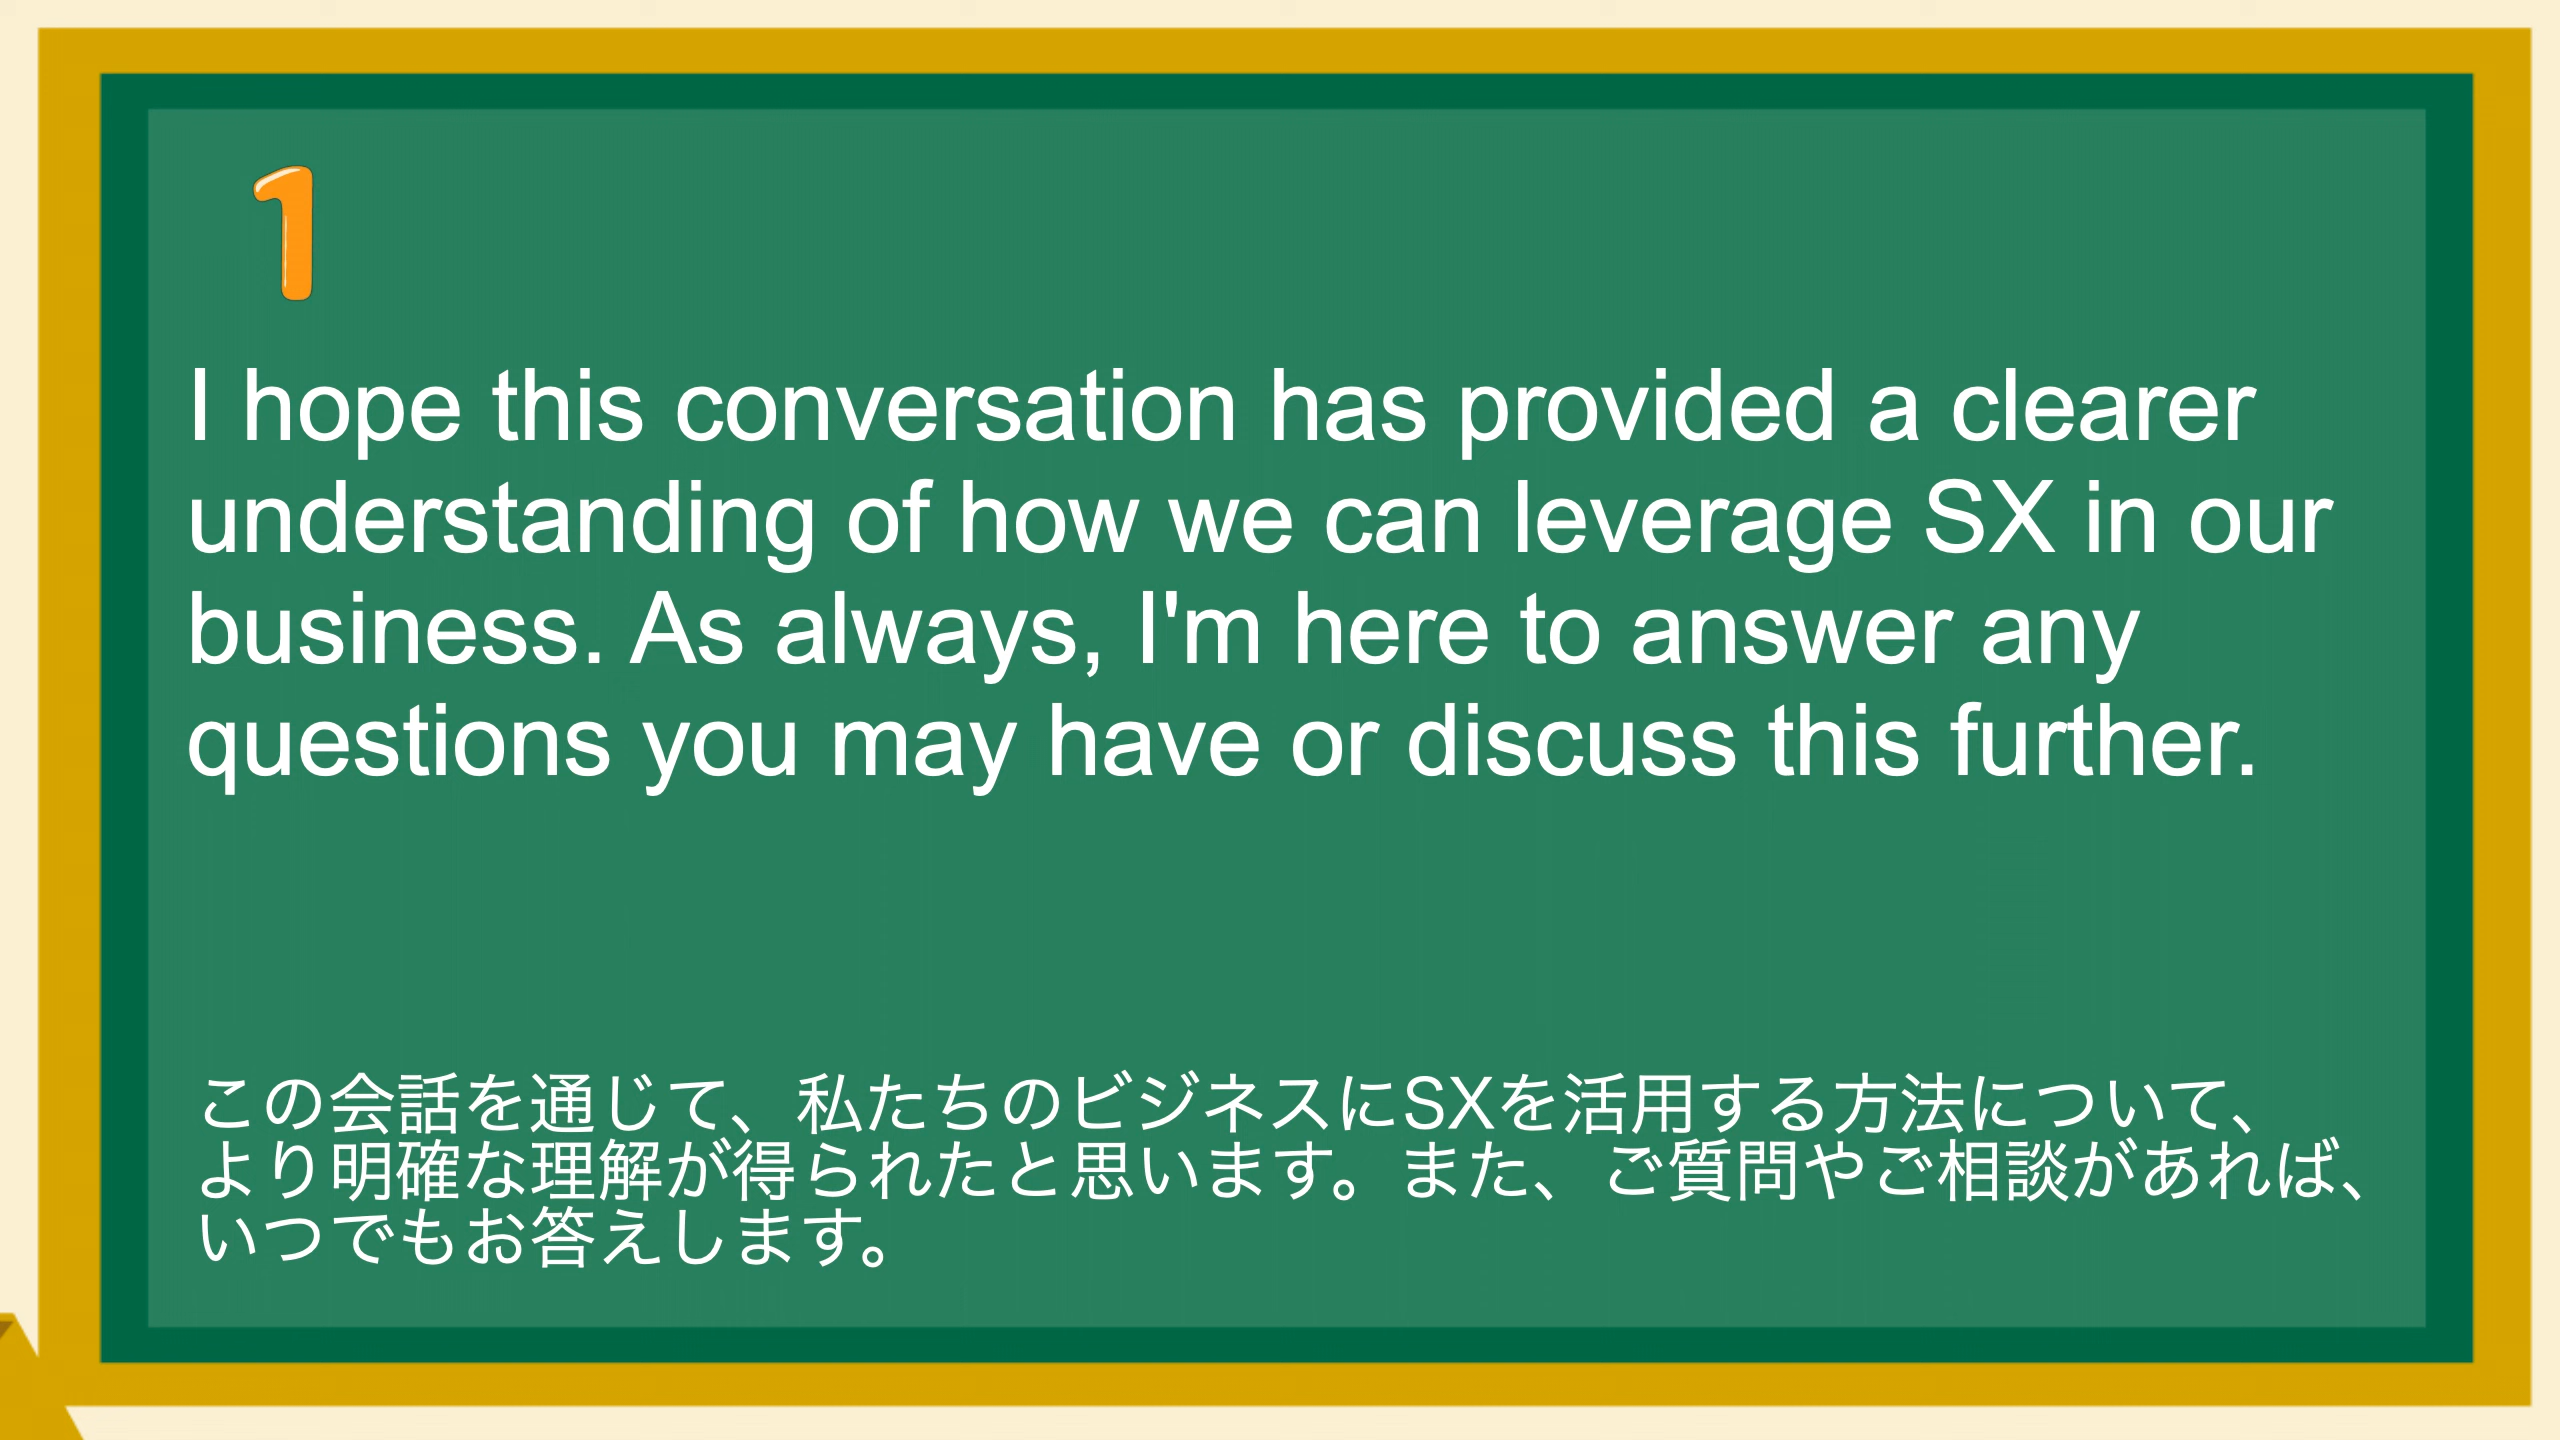 1
I hope this conversation has provided a clearer
understanding of how we can leverage SX in our
business. As always, I'm here to answer any
questions you may have or discuss this further.
この会話を通じて、私たちのビジネスにSXを活用する方法について、
より明確な理解が得られたと思います。また、ご質問やご相談があれば、
いつでもお答えします。